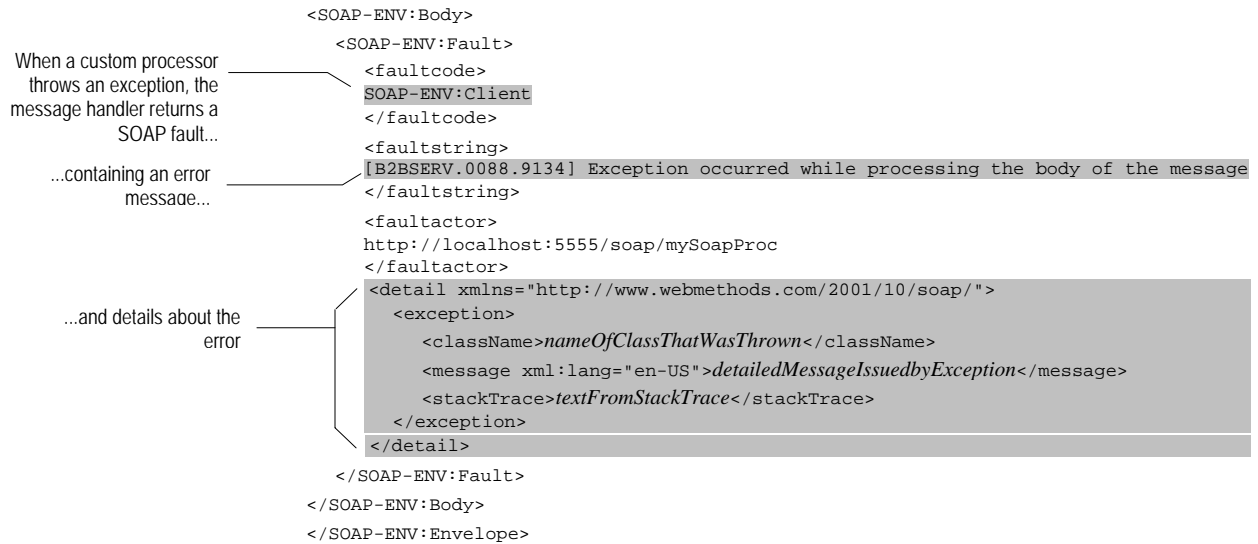 <SOAP-ENV:Body>
<SOAP-ENV:Fault>
When a custom processor
throws an exception, the
message handler returns a
SOAP fault...
<faultcode>
SOAP-ENV:Client
</faultcode>
<faultstring>
...containing an error
message...
[B2BSERV.0088.9134] Exception occurred while processing the body of the message
</faultstring>
<faultactor>
http://localhost:5555/soap/mySoapProc
</faultactor>
...and details about the
error
<detail xmlns="http://www.webmethods.com/2001/10/soap/">
<exception>
<className>nameOfClassThatWasThrown</className>
<message xml:lang="en-US">detailedMessageIssuedbyException</message>
<stackTrace>textFromStackTrace</stackTrace>
</exception>
</detail>
</SOAP-ENV:Fault>
</SOAP-ENV:Body>
</SOAP-ENV:Envelope>